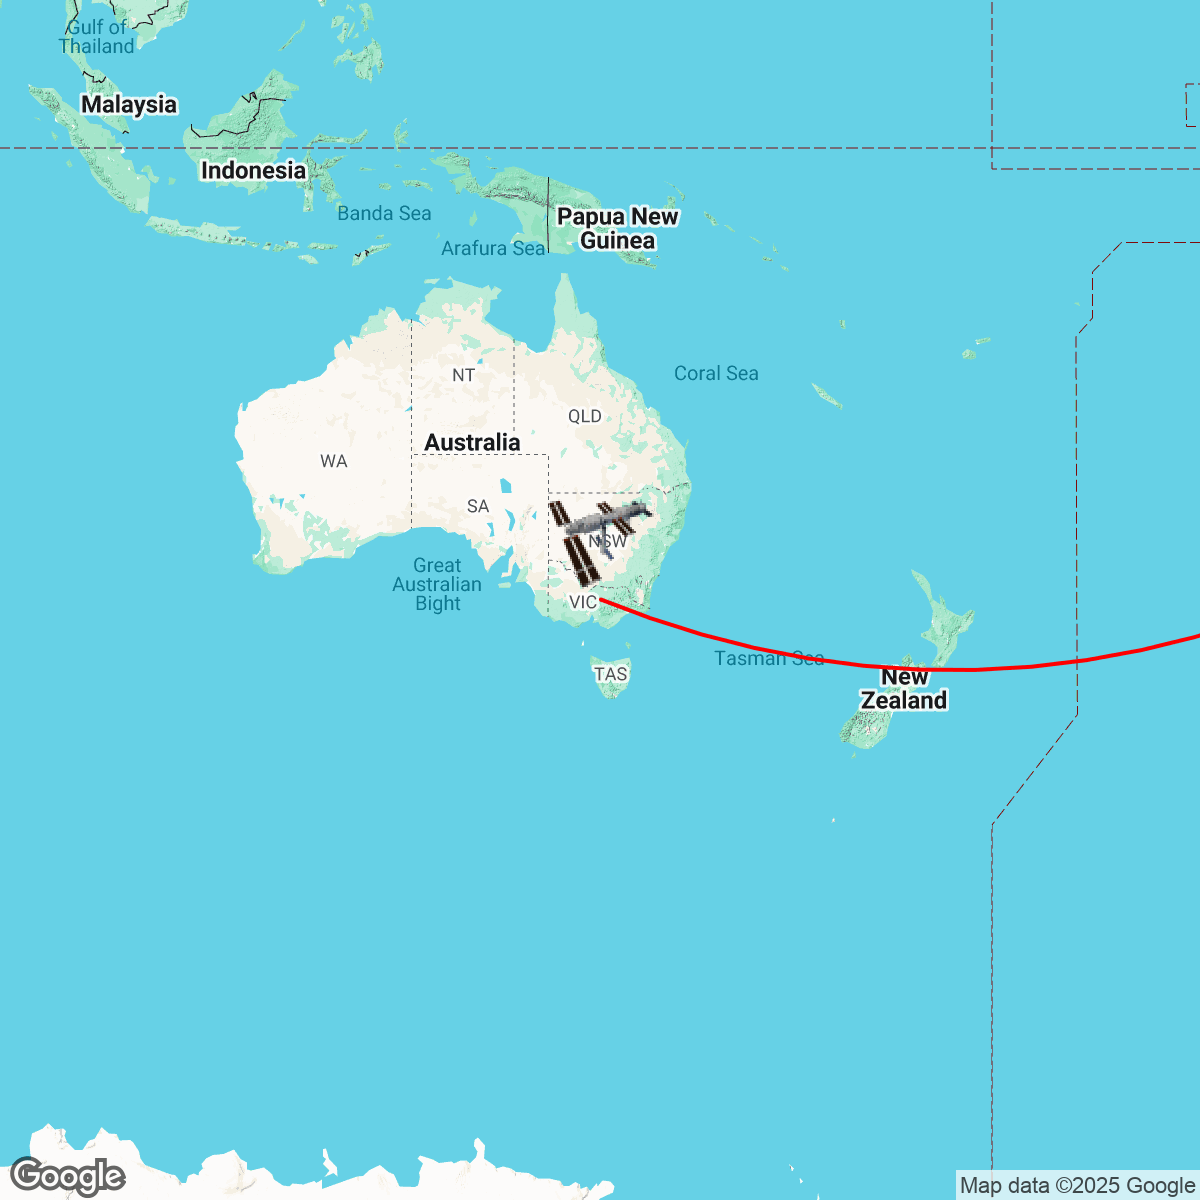 Gulf of
Thailand
Malaysia
Indonesia
Banda Sea
Papua New
Guinea
Arafura Sea
NT
Coral Sea
QLD
Australia
WA
SA
NSW
Great
Australian
Bight
VIC
Tasman Sea
TAS
New
Zealand
Google
Map data ©2025 Google